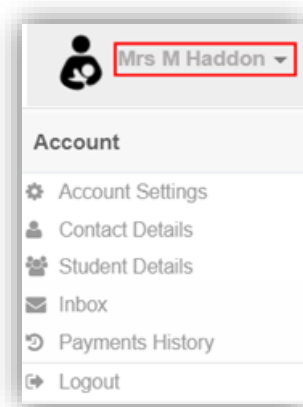 Mrs M Haddon
Account
Account Settings
Contact Details
Student Details
Inbox
Payments History
Logout